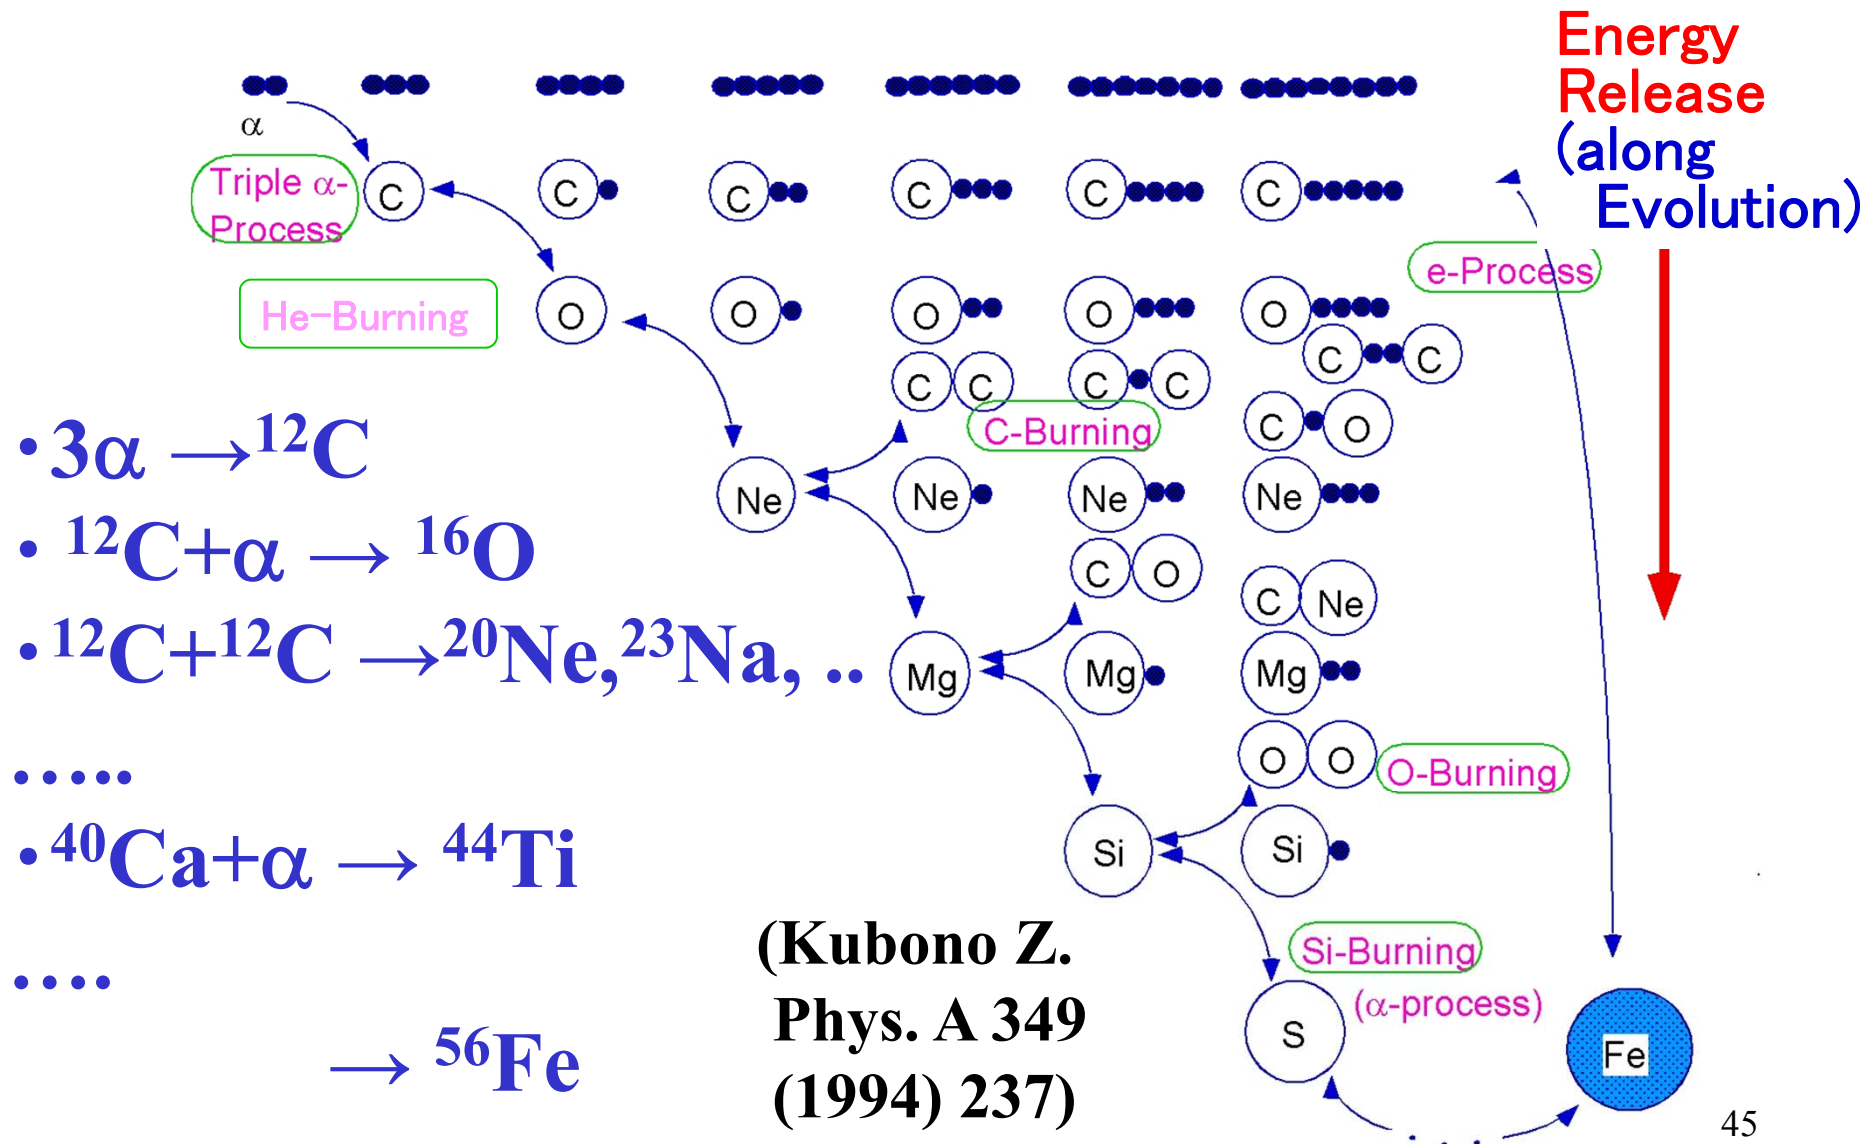 Energy
Release
(along
Evolution)
α
Triple α-
Process
C
C
C
C
C
C
e-Process
He-Burning
O
O
O
O
O
C C
C C
C C
C-Burning
C O
Ne
Ne
Ne
Ne
C O
C Ne
Mg
Mg
Mg
O O
O-Burning
Si
Si
Si-Burning
(α-process)
S
Fe
・3α →¹²C
・ ¹²C+α → ¹⁶O
・¹²C+¹²C →²⁰Ne,²³Na, ..
.....
・⁴⁰Ca+α → ⁴⁴Ti
....
→ ⁵⁶Fe
(Kubono Z.
Phys. A 349
(1994) 237)
45